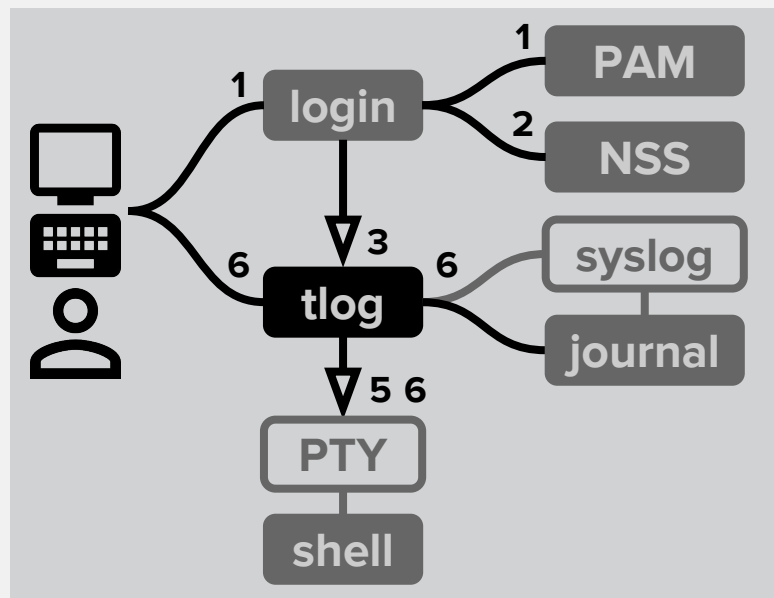 1
PAM
1
login
2
NSS
3
6
6
syslog
tlog
journal
5 6
PTY
shell